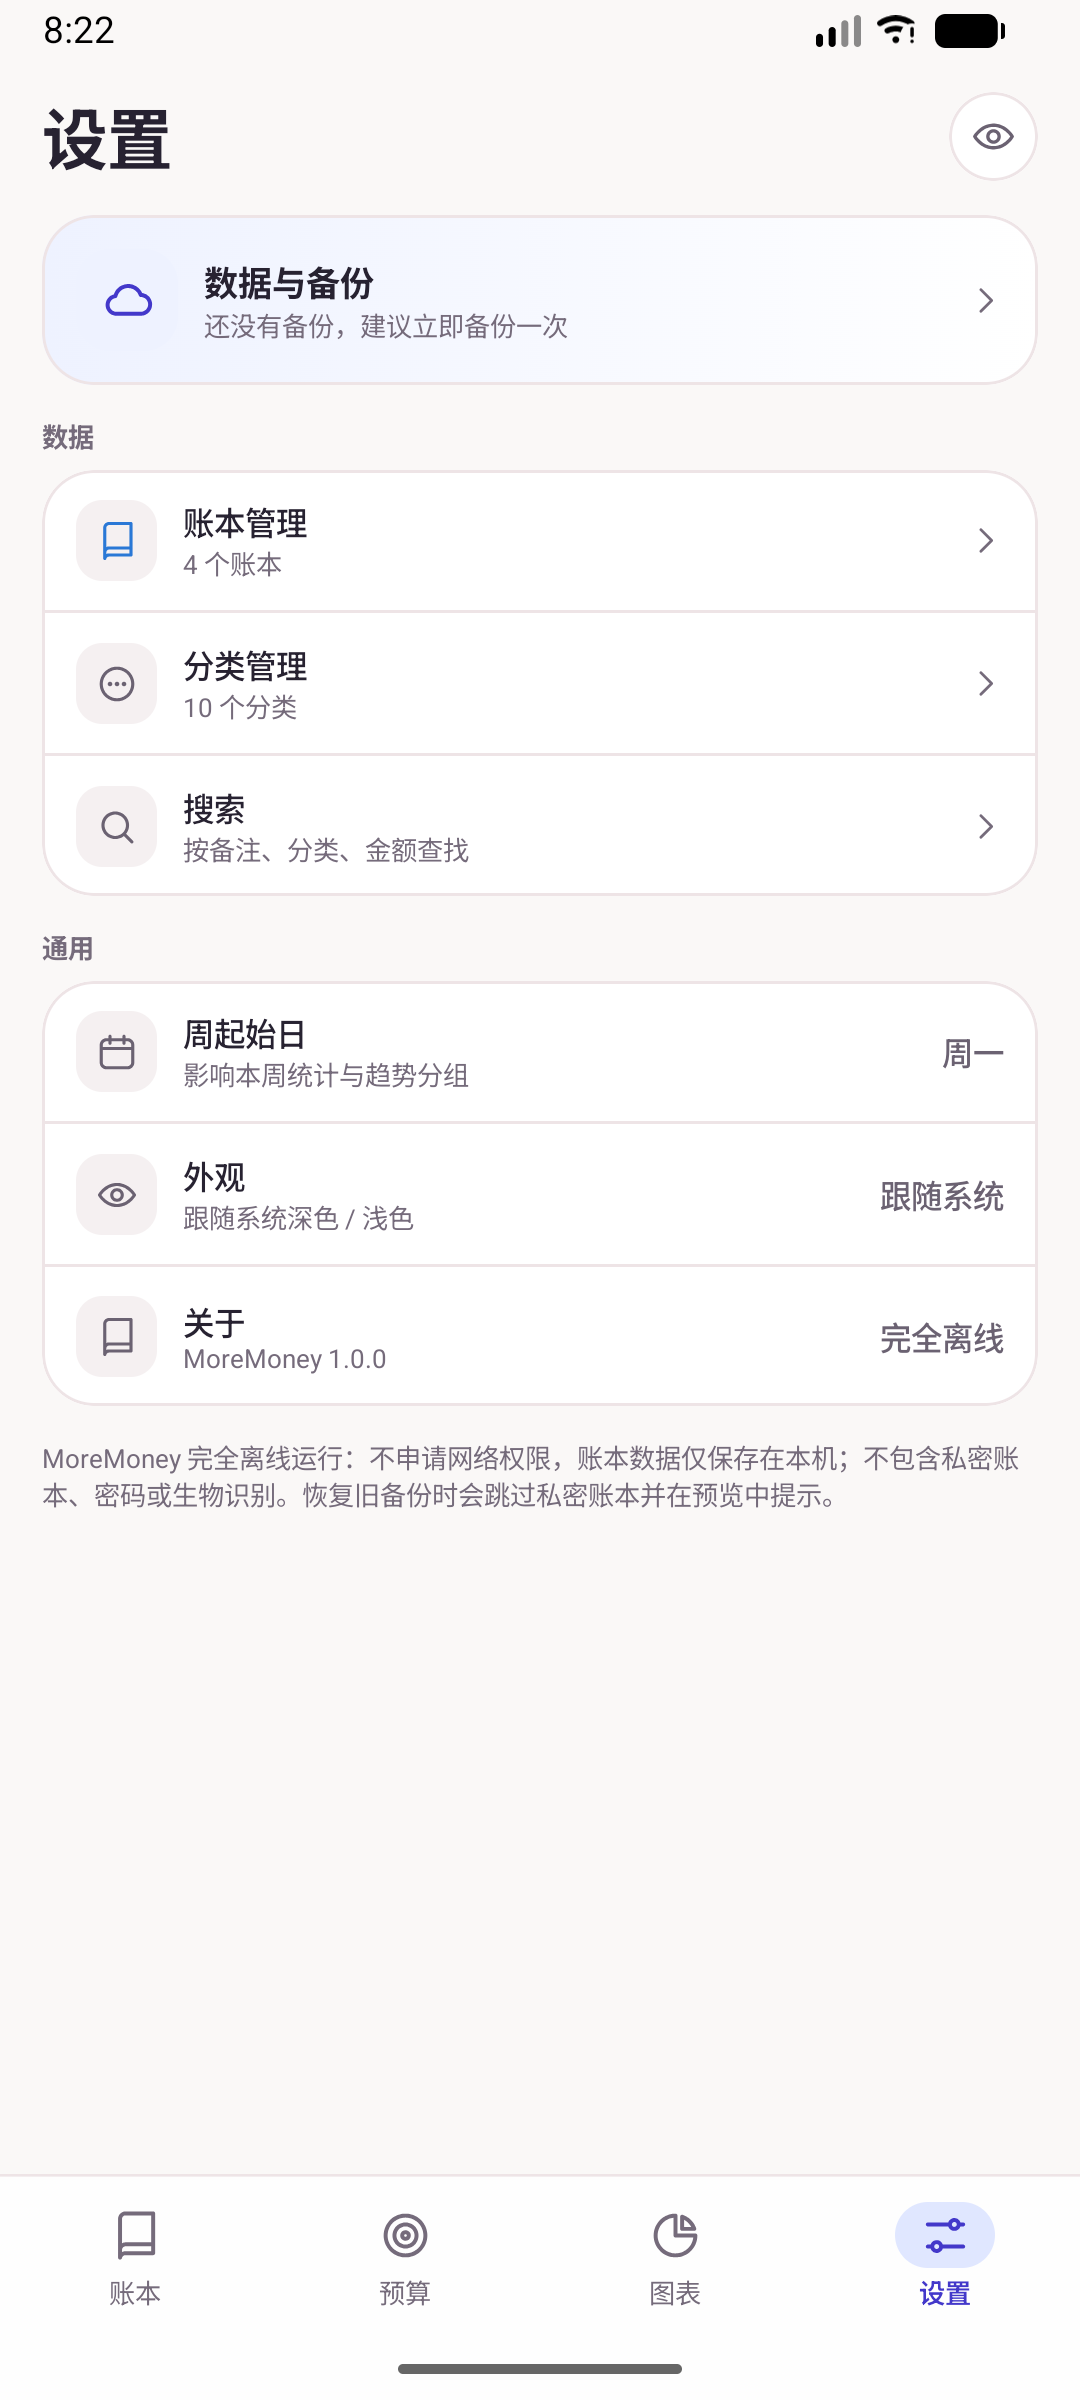 8:22
设置
数据与备份
还没有备份，建议立即备份一次
数据
账本管理
4 个账本
分类管理
10 个分类
搜索
按备注、分类、金额查找
通用
周起始日
影响本周统计与趋势分组
周一
外观
跟随系统深色 / 浅色
跟随系统
关于
MoreMoney 1.0.0
完全离线
MoreMoney 完全离线运行：不申请网络权限，账本数据仅保存在本机；不包含私密账
本、密码或生物识别。恢复旧备份时会跳过私密账本并在预览中提示。
账本
预算
图表
设置